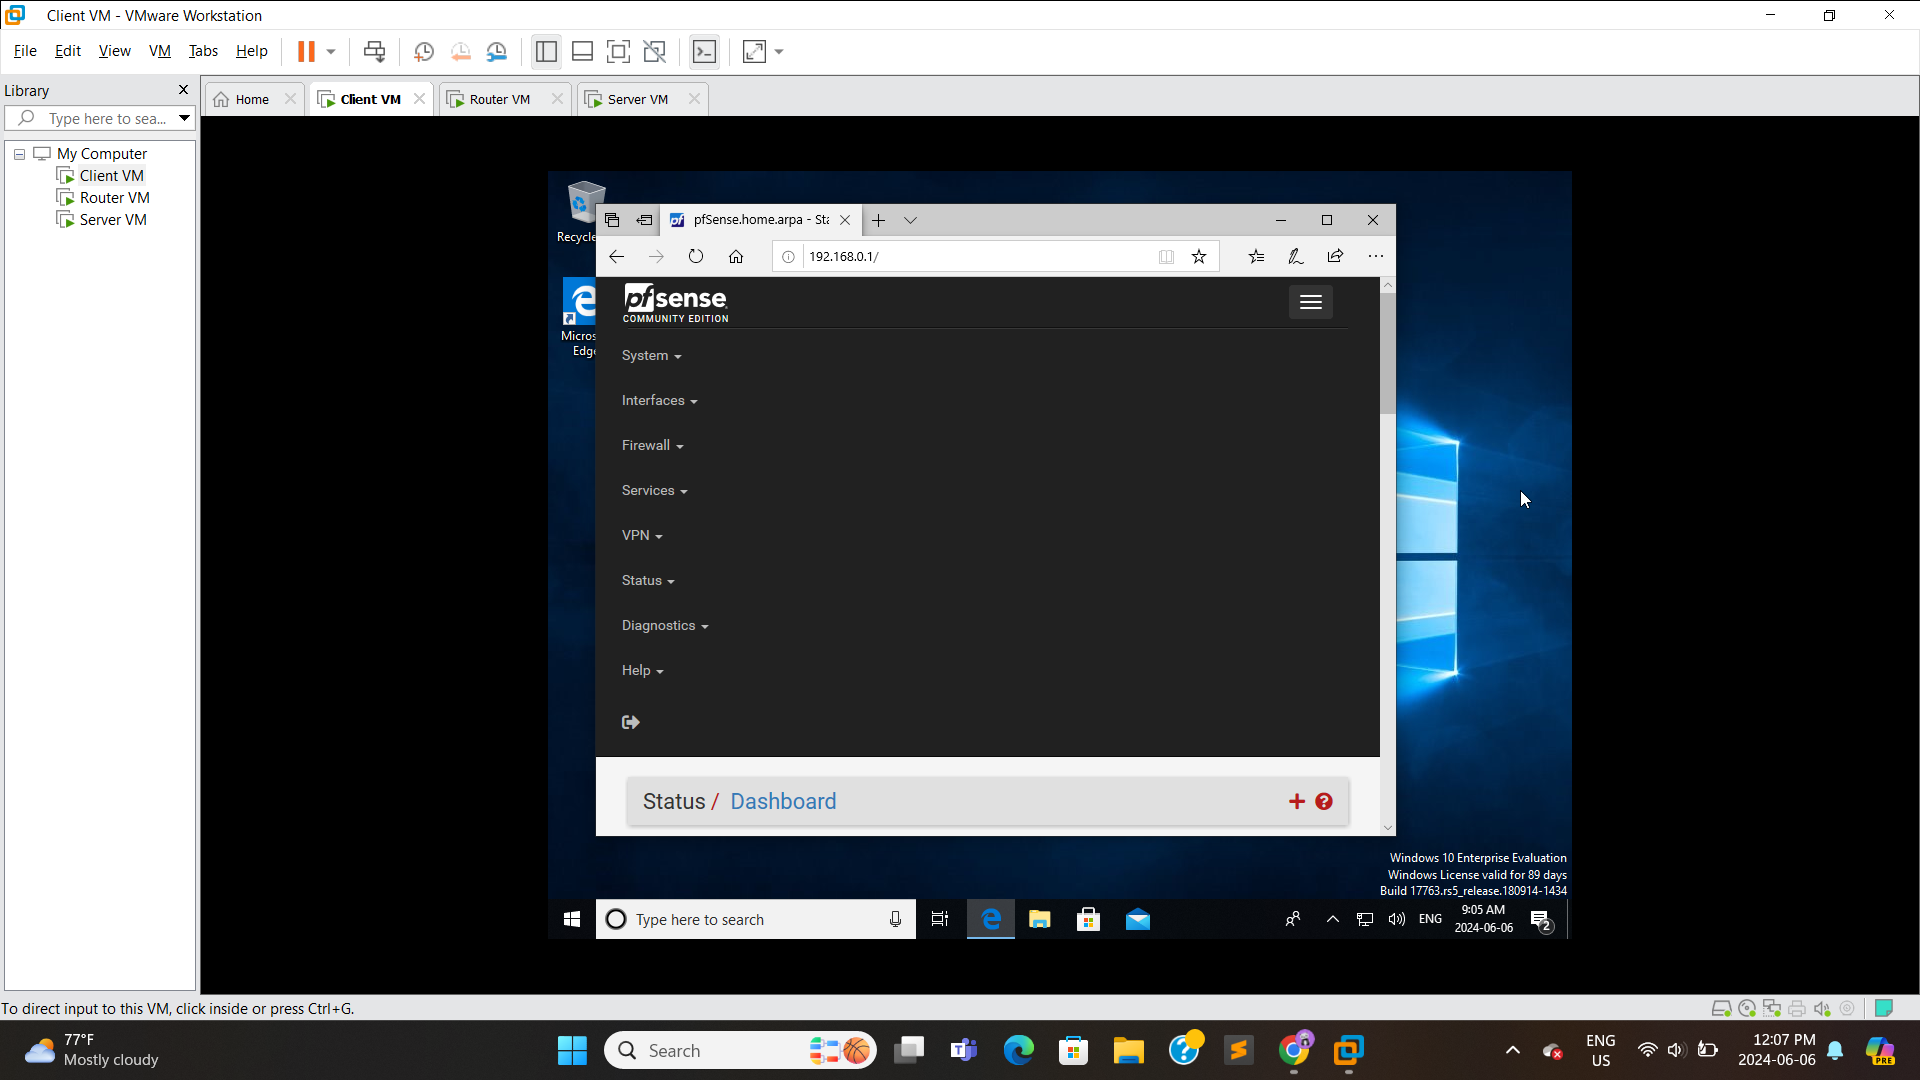 Client VM - VMware Workstation
File Edit View VM Tabs Help
Library
Type here to sea...
Home
Client VM
Router VM
Server VM
My Computer
Client VM
Router VM
Server VM
Recycle
Micros
Edge
pfSense.home.arpa - Sta
192.168.0.1/
pfsense
COMMUNITY EDITION
System
Interfaces
Firewall
Services
VPN
Status
Diagnostics
Help
Status / Dashboard
Windows 10 Enterprise Evaluation
Windows License valid for 89 days
Build 17763.rs5_release.180914-1434
Type here to search
ENG
9:05 AM
2024-06-06
2
To direct input to this VM, click inside or press Ctrl+G.
77°F
Mostly cloudy
Search
ENG
US
12:07 PM
2024-06-06
PRE